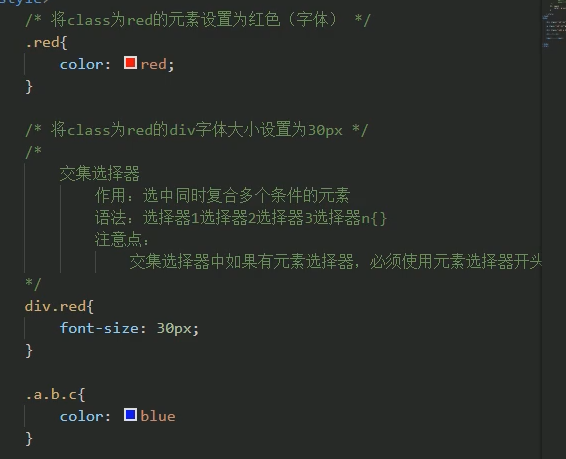 style>
/* 将class为red的元素设置为红色（字体） */
.red{
color: red;
}
/* 将class为red的div字体大小设置为30px */
/*
交集选择器
作用：选中同时复合多个条件的元素
语法：选择器1选择器2选择器3选择器n{}
注意点：
交集选择器中如果有元素选择器，必须使用元素选择器开头
*/
div.red{
font-size: 30px;
}
.a.b.c{
color: blue
}